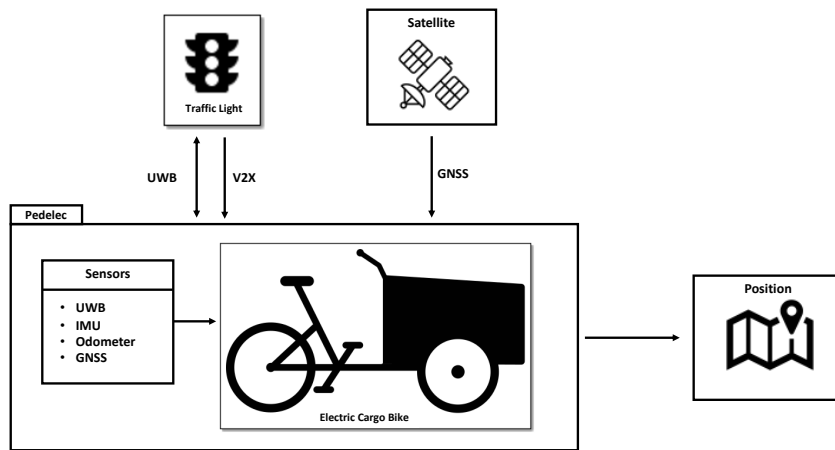 Satellite
Traffic Light
UWB
V2X
GNSS
Pedelec
Sensors
• UWB
• IMU
• Odometer
• GNSS
Electric Cargo Bike
Position